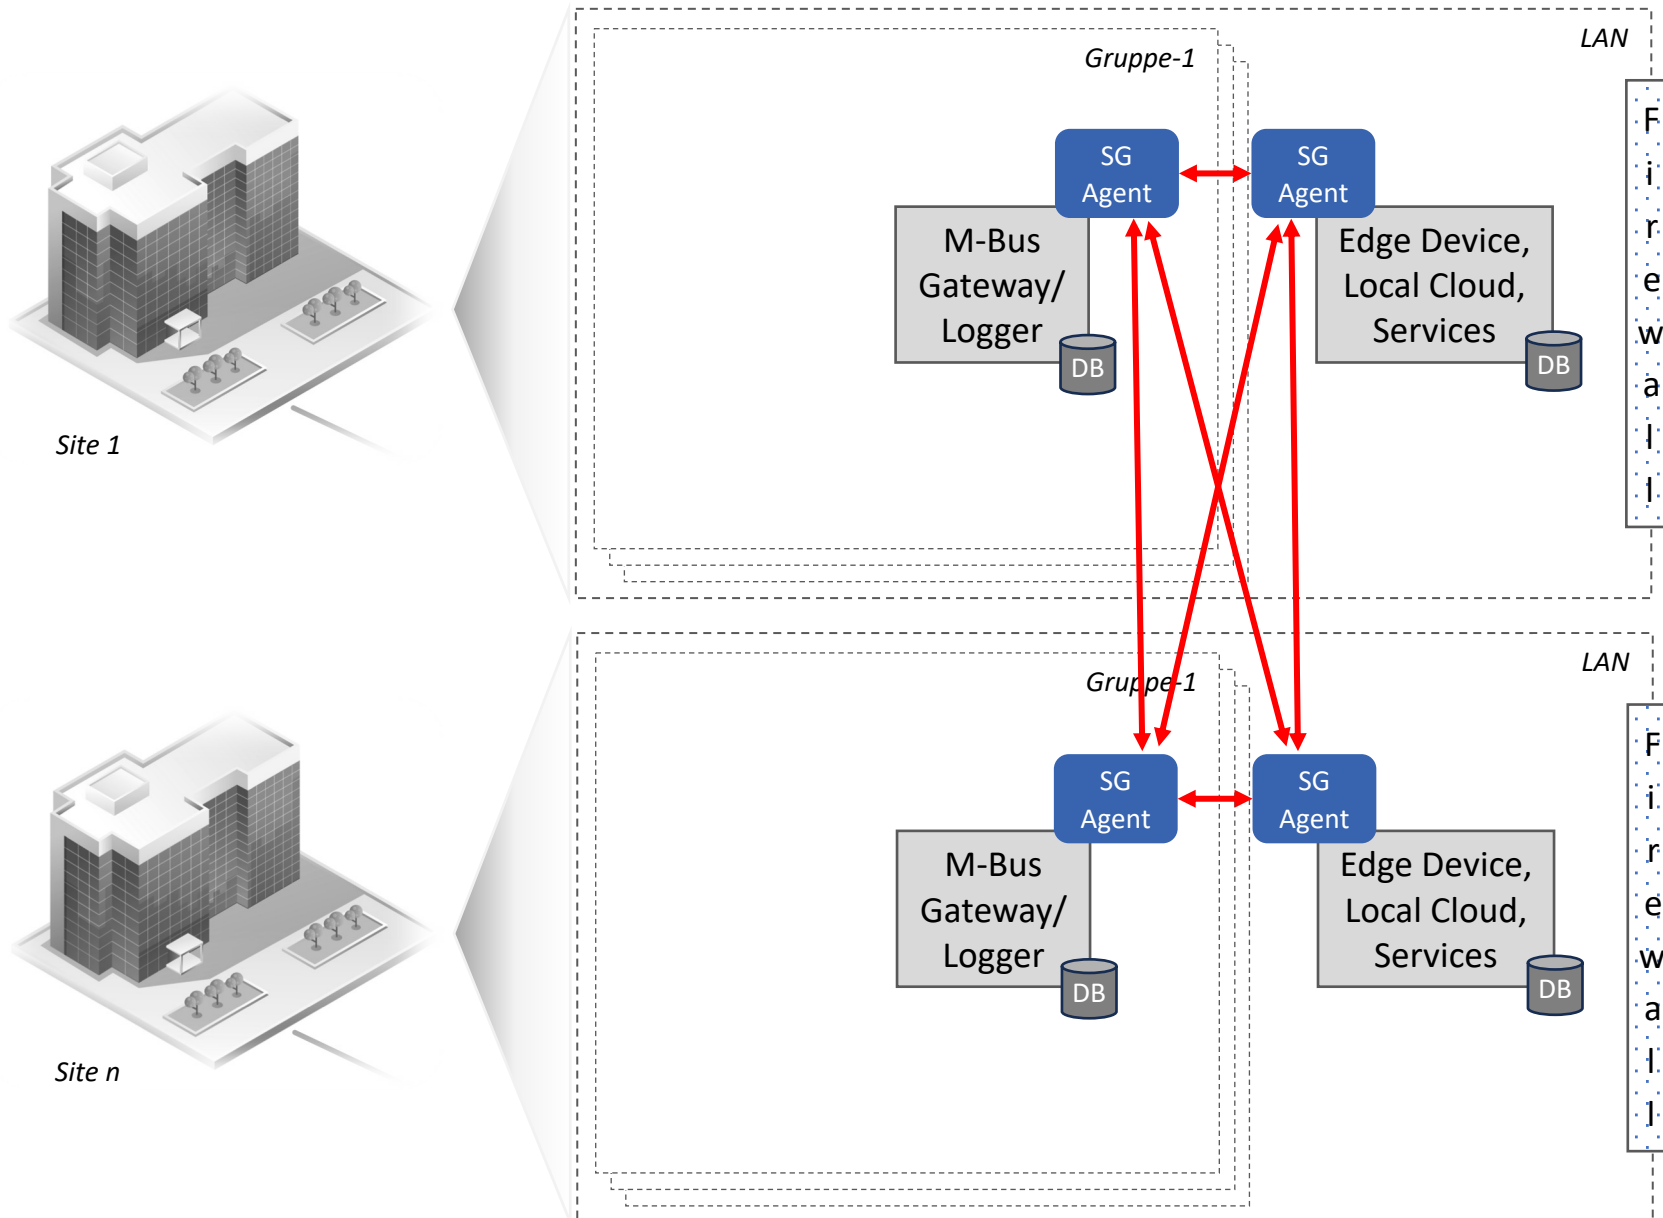 LAN
Gruppe-1
SG
Agent
SG
Agent
M-Bus
Gateway/
Logger
DB
Edge Device,
Local Cloud,
Services
DB
F
i
r
e
w
a
l
l
Site 1
LAN
Gruppe-1
SG
Agent
SG
Agent
M-Bus
Gateway/
Logger
DB
Edge Device,
Local Cloud,
Services
DB
F
i
r
e
w
a
l
l
Site n